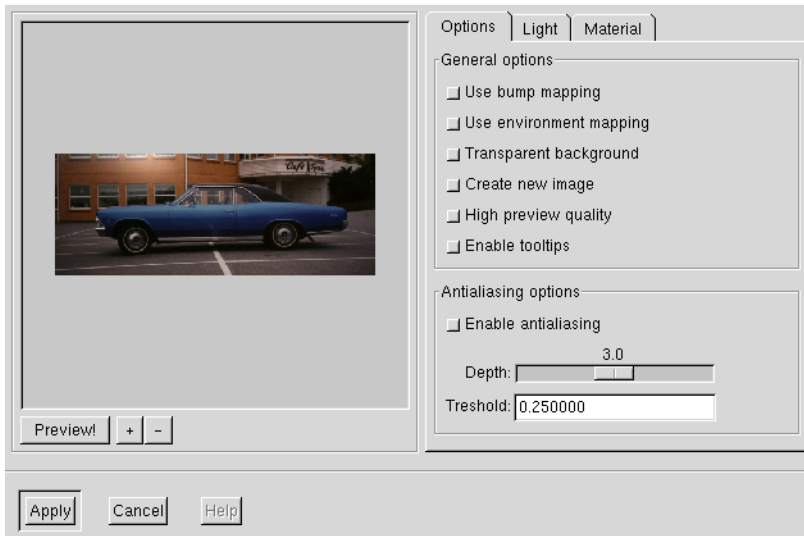 Options Light Material
General options
Use bump mapping
Use environment mapping
Transparent background
Create new image
High preview quality
Enable tooltips
Antialiasing options
Enable antialiasing
3.0
Depth:
Treshold: 0.250000
Preview! + -
Apply Cancel Help